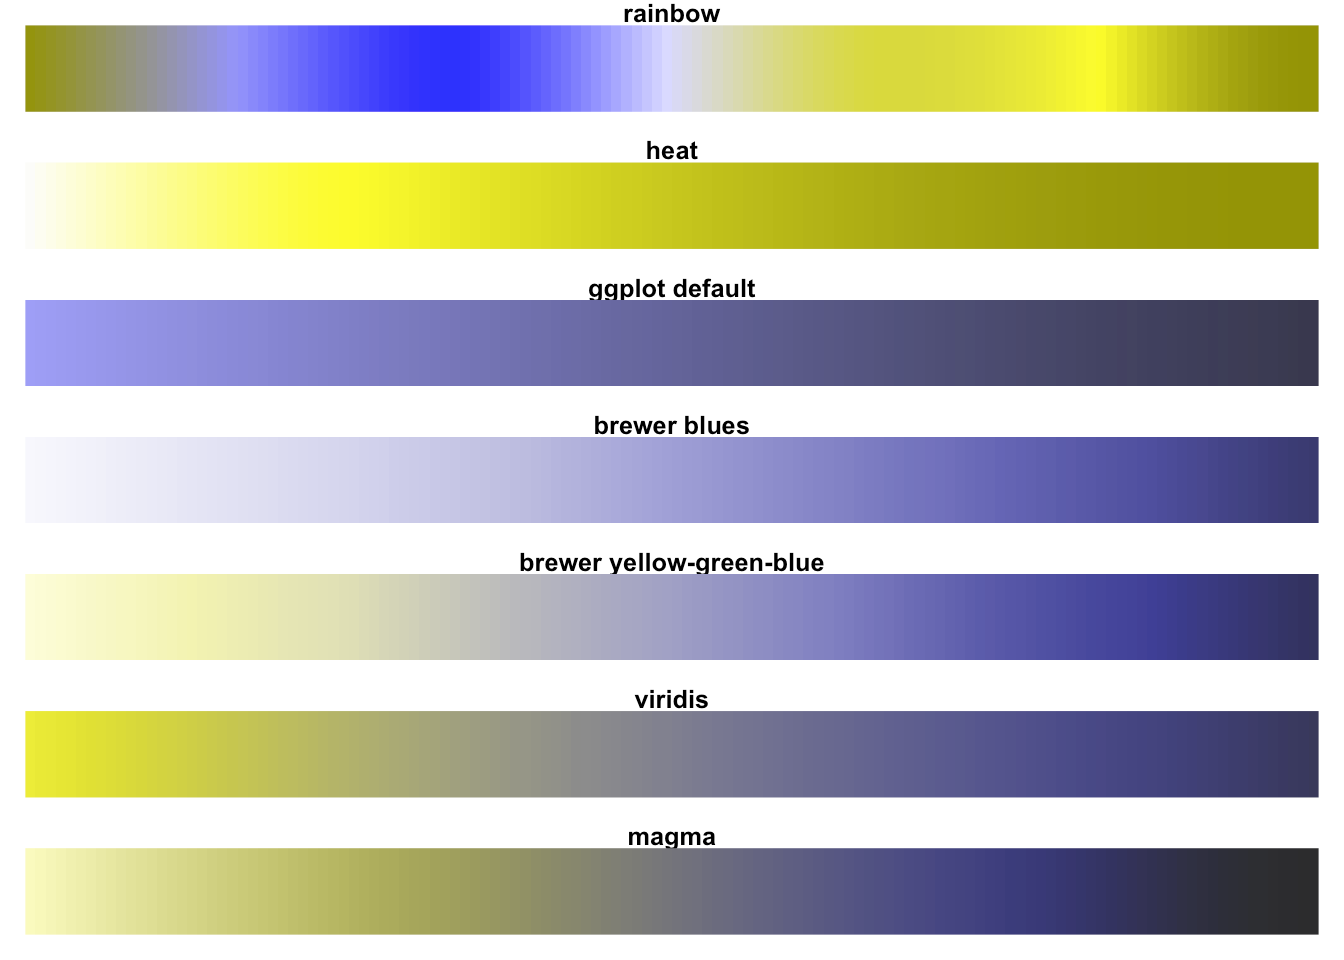 rainbow
heat
ggplot default
brewer blues
brewer yellow-green-blue
viridis
magma